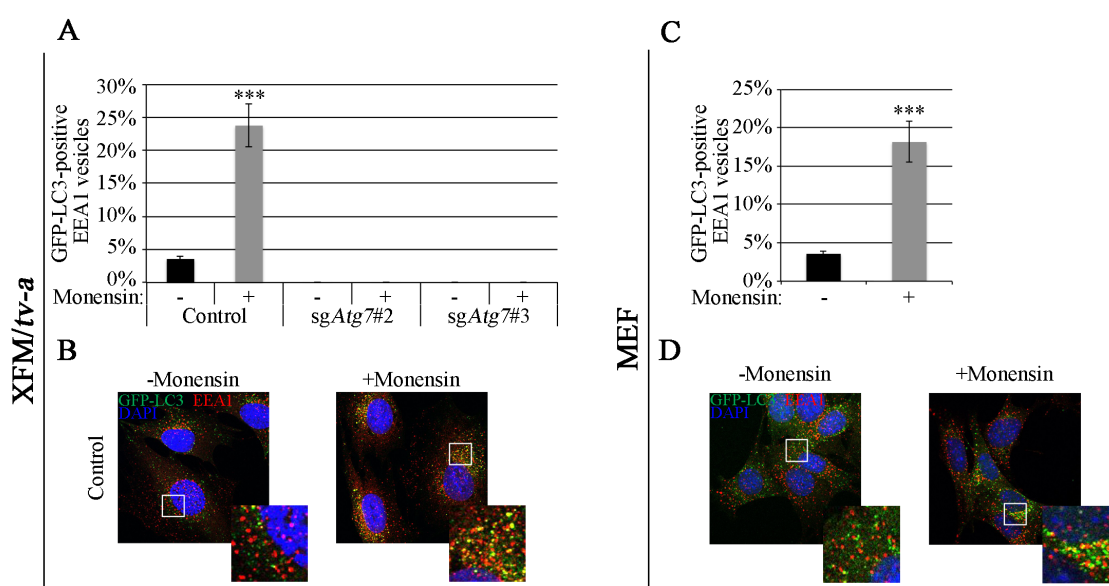 A
GFP-LC3-positive
EEA1 vesicles
30%
25%
20%
15%
10%
5%
0%
***
Monensin: - + - + - +
Control sgAtg7#2 sgAtg7#3
XFM/tv-a
B
-Monensin +Monensin
GFP-LC3 EEA1
DAPI
Control
C
GFP-LC3-positive
EEA1 vesicles
25%
20%
15%
10%
5%
0%
***
Monensin: - +
MEF
D
-Monensin +Monensin
GFP-LC3 EEA1
DAPI